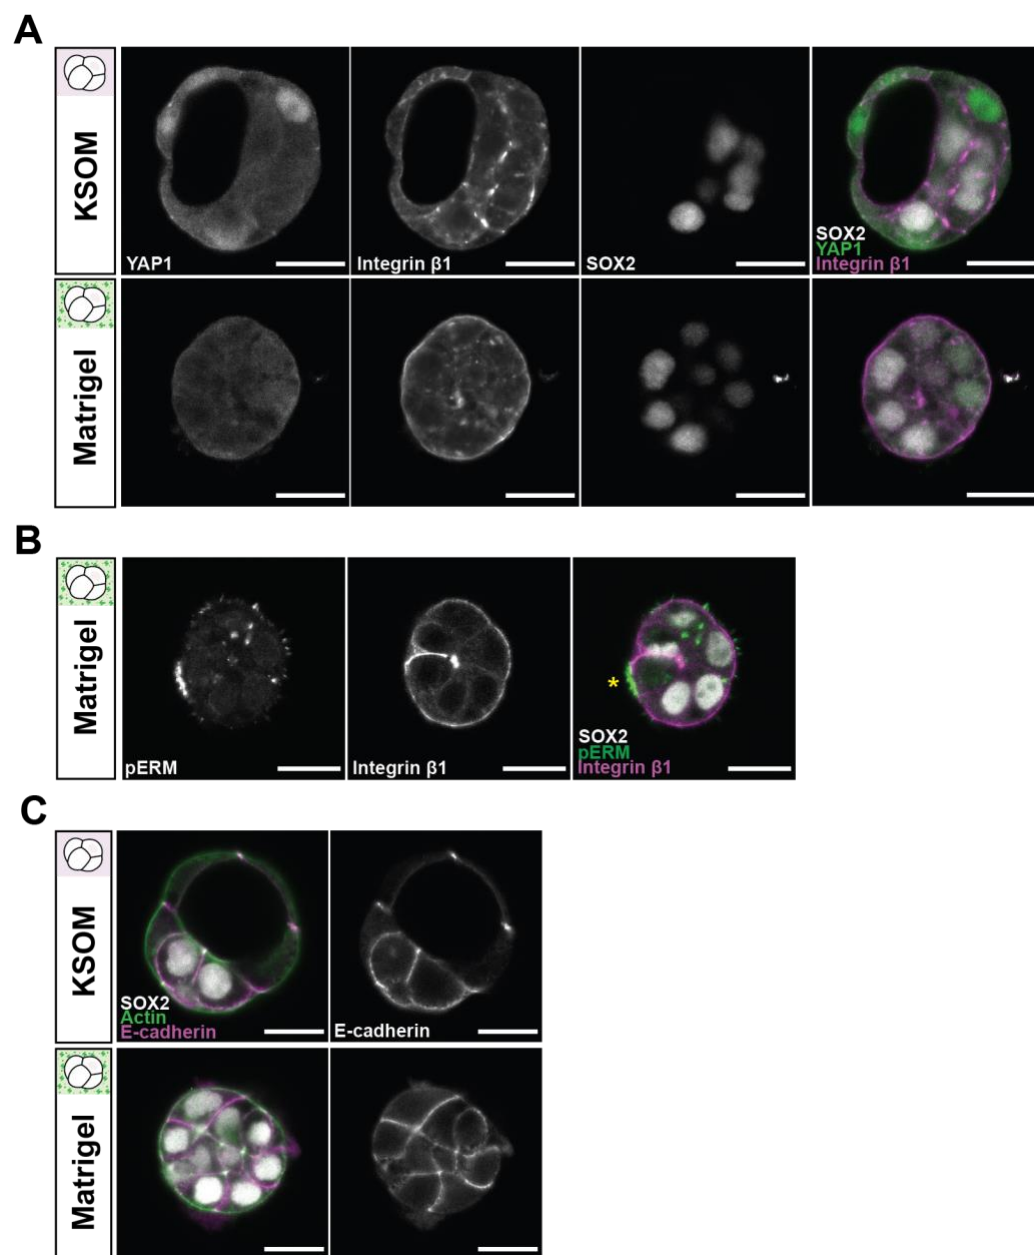 A
KSOM
YAP1
Integrin β1
SOX2
SOX2
YAP1
Integrin β1
Matrigel
B
Matrigel
pERM
Integrin β1
*
SOX2
pERM
Integrin β1
C
KSOM
SOX2
Actin
E-cadherin
E-cadherin
Matrigel